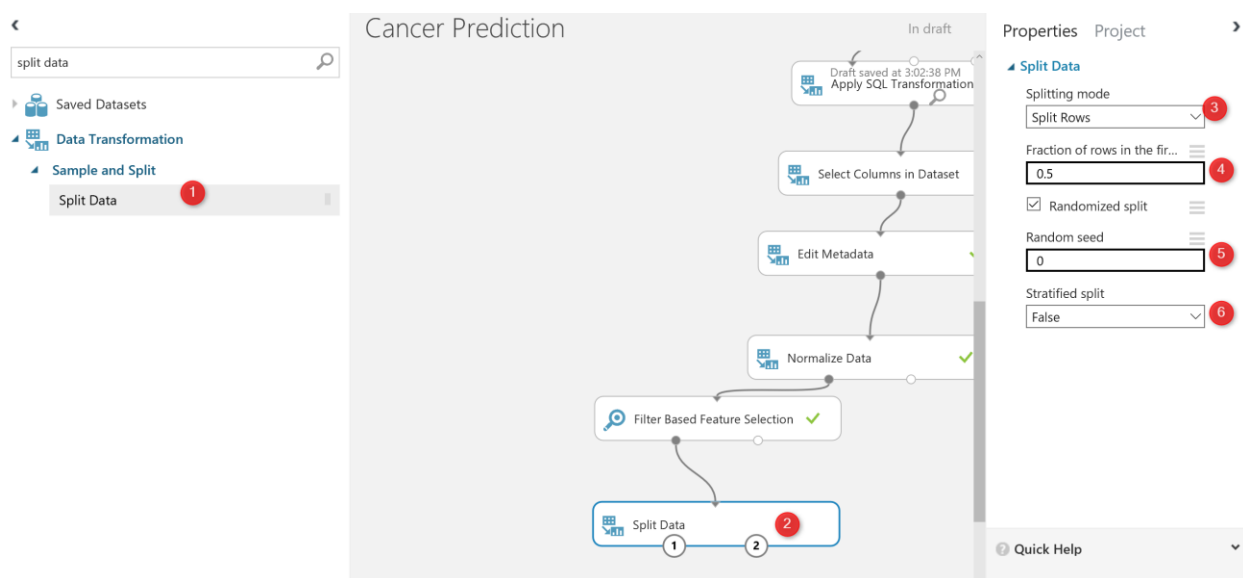 split data
Saved Datasets
Data Transformation
Sample and Split
Split Data
1
Cancer Prediction
In draft
Draft saved at 3:02:38 PM
Apply SQL Transformation
Select Columns in Dataset
Edit Metadata
Normalize Data
Filter Based Feature Selection
Split Data
2
1
2
Properties Project
Split Data
Splitting mode
Split Rows
3
Fraction of rows in the fir...
0.5
4
Randomized split
Random seed
0
5
Stratified split
False
6
Quick Help